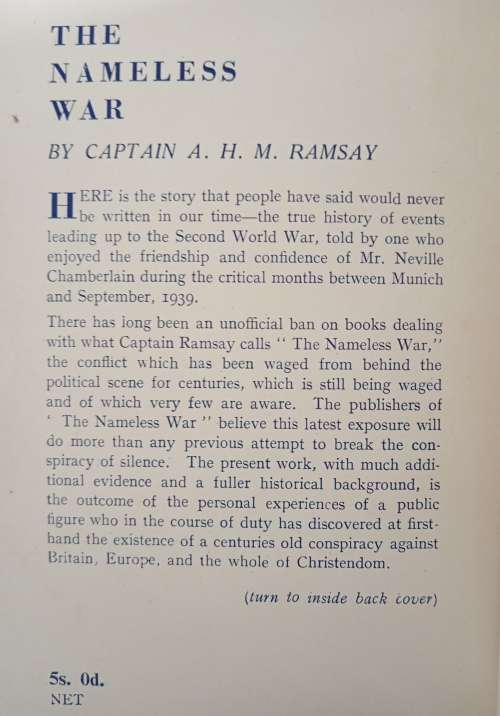 THE
NAMELESS
WAR
BY CAPTAIN A. H. M. RAMSAY
HERE is the story that people have said would never
be written in our time—the true history of events
leading up to the Second World War, told by one who
enjoyed the friendship and confidence of Mr. Neville
Chamberlain during the critical months between Munich
and September, 1939.
There has long been an unofficial ban on books dealing
with what Captain Ramsay calls “ The Nameless War,”
the conflict which has been waged from behind the
political scene for centuries, which is still being waged
and of which very few are aware. The publishers of
‘ The Nameless War ” believe this latest exposure will
do more than any previous attempt to break the con-
spiracy of silence. The present work, with much addi-
tional evidence and a fuller historical background, is
the outcome of the personal experiences of a public
figure who in the course of duty has discovered at first-
hand the existence of a centuries old conspiracy against
Britain, Europe, and the whole of Christendom.
(turn to inside back cover)
5s. 0d.
NET